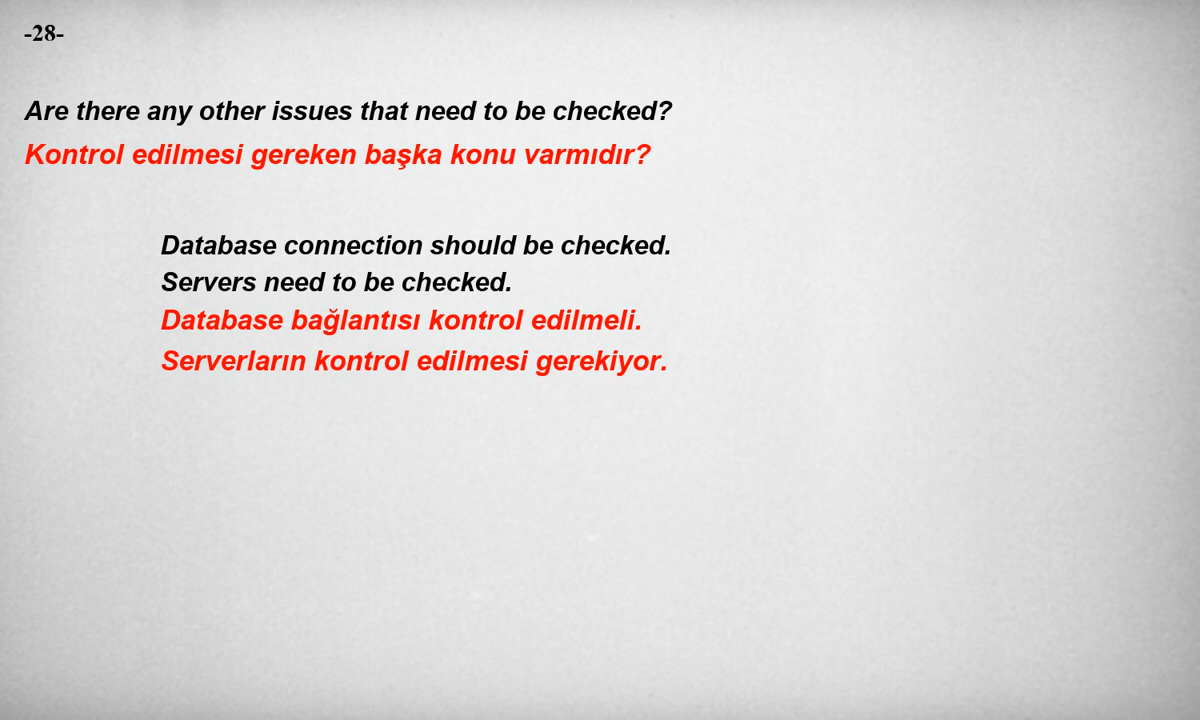 -28-
Are there any other issues that need to be checked?
Kontrol edilmesi gereken başka konu varmıdır?
Database connection should be checked.
Servers need to be checked.
Database bağlantısı kontrol edilmeli.
Serverların kontrol edilmesi gerekiyor.